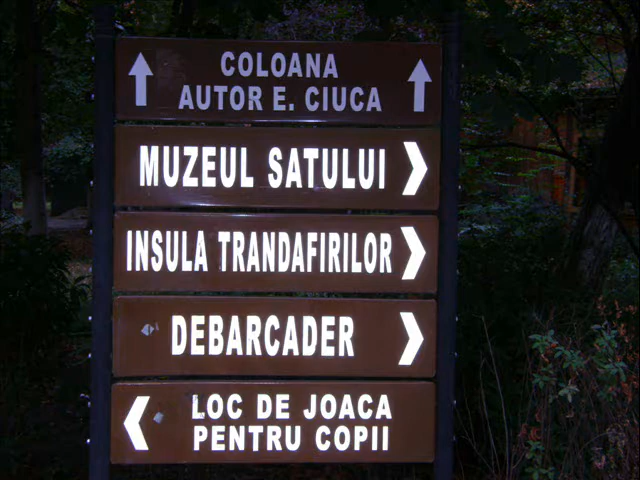 COLOANA
AUTOR E. CIUCA
MUZEUL SATULUI
INSULA TRANDAFIRILOR
DEBARCADER
LOC DE JOACA
PENTRU COPII